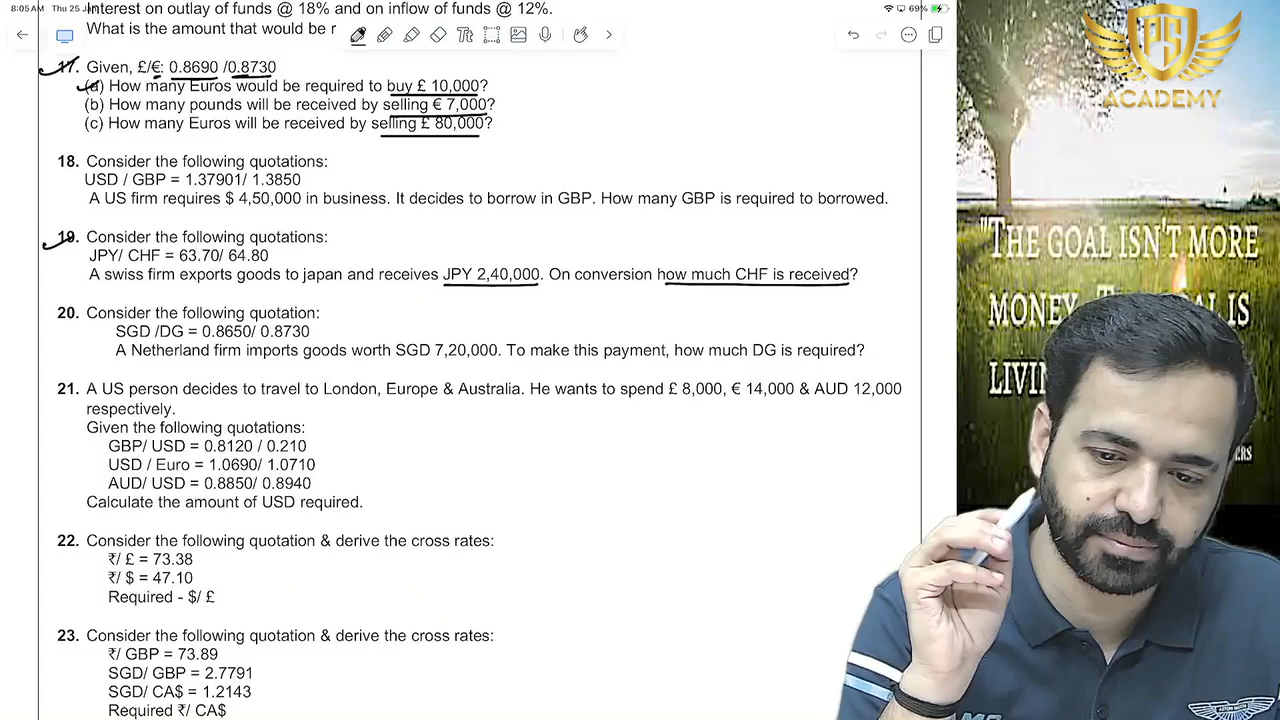 8:05 AM Thu 25 Jan
69%
Interest on outlay of funds @ 18% and on inflow of funds @ 12%.
What is the amount that would be r
17. Given, £/€: 0.8690 /0.8730
(a) How many Euros would be required to buy £ 10,000?
(b) How many pounds will be received by selling € 7,000?
(c) How many Euros will be received by selling £ 80,000?
18. Consider the following quotations:
USD / GBP = 1.37901/ 1.3850
A US firm requires $ 4,50,000 in business. It decides to borrow in GBP. How many GBP is required to borrowed.
19. Consider the following quotations:
JPY/ CHF = 63.70/ 64.80
A swiss firm exports goods to japan and receives JPY 2,40,000. On conversion how much CHF is received?
20. Consider the following quotation:
SGD /DG = 0.8650/ 0.8730
A Netherland firm imports goods worth SGD 7,20,000. To make this payment, how much DG is required?
21. A US person decides to travel to London, Europe & Australia. He wants to spend £ 8,000, € 14,000 & AUD 12,000
respectively.
Given the following quotations:
GBP/ USD = 0.8120 / 0.210
USD / Euro = 1.0690/ 1.0710
AUD/ USD = 0.8850/ 0.8940
Calculate the amount of USD required.
22. Consider the following quotation & derive the cross rates:
₹/ £ = 73.38
₹/ $ = 47.10
Required - $/ £
23. Consider the following quotation & derive the cross rates:
₹/ GBP = 73.89
SGD/ GBP = 2.7791
SGD/ CA$ = 1.2143
Required ₹/ CA$
PS
ACADEMY
"THE GOAL ISN'T MORE
MONEY. IS
LIVIN
ERS
ASTON MARTIN